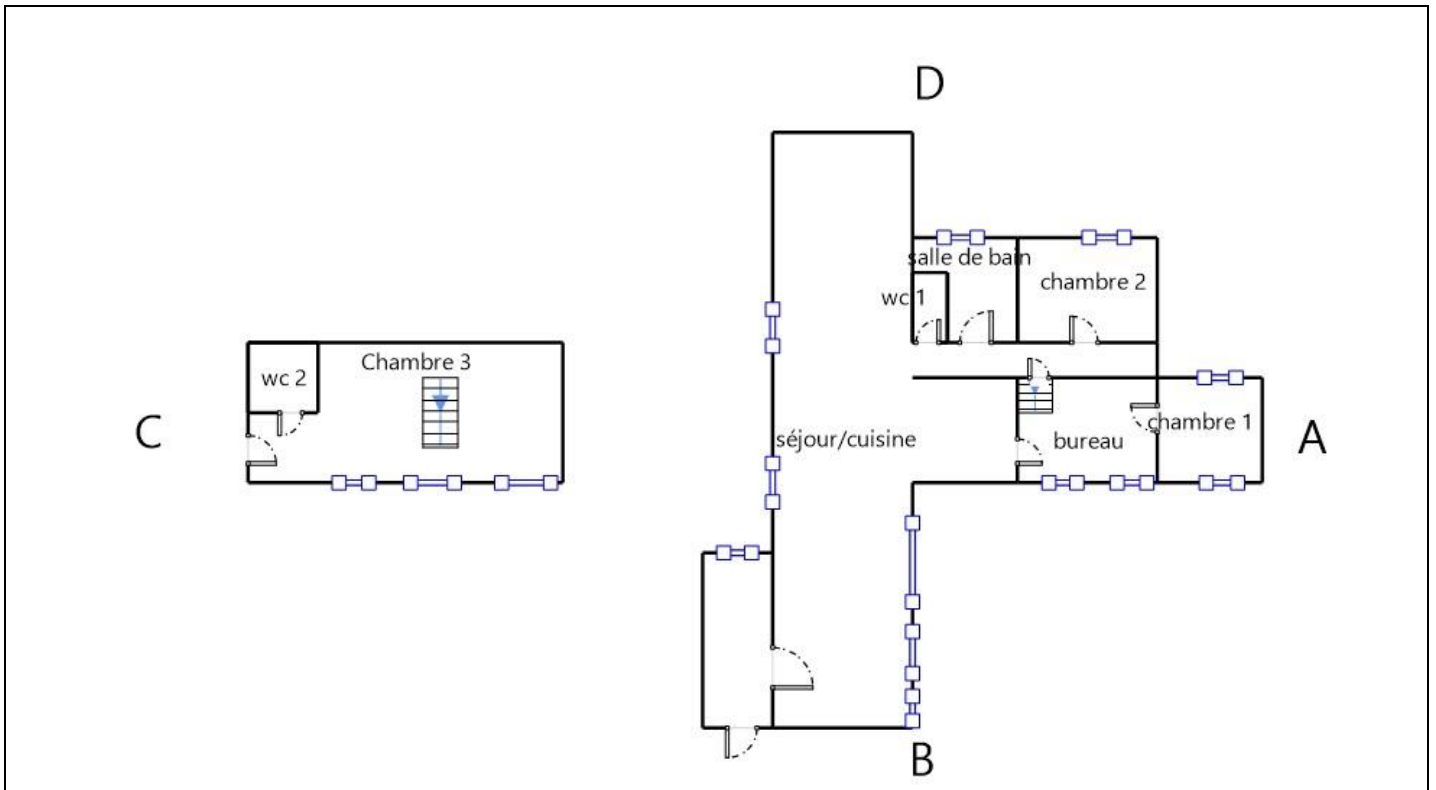 D
salle de bain
chambre 2
wc 1
Chambre 3
wc 2
C
séjour/cuisine
bureau
chambre 1
A
B